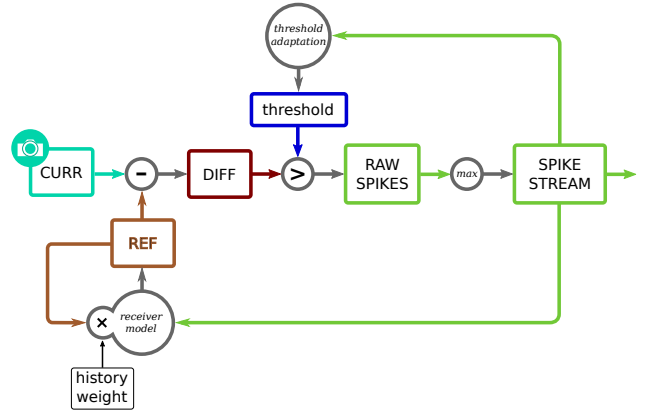 threshold
adaptation
threshold
CURR
-
DIFF
>
RAW
SPIKES
max
SPIKE
STREAM
REF
×
receiver
model
history
weight